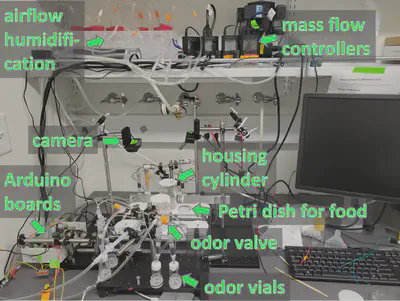 airflow
humidifi-
cation
mass flow
controllers
camera
housing
cylinder
Arduino
boards
Petri dish for food
odor valve
odor vials